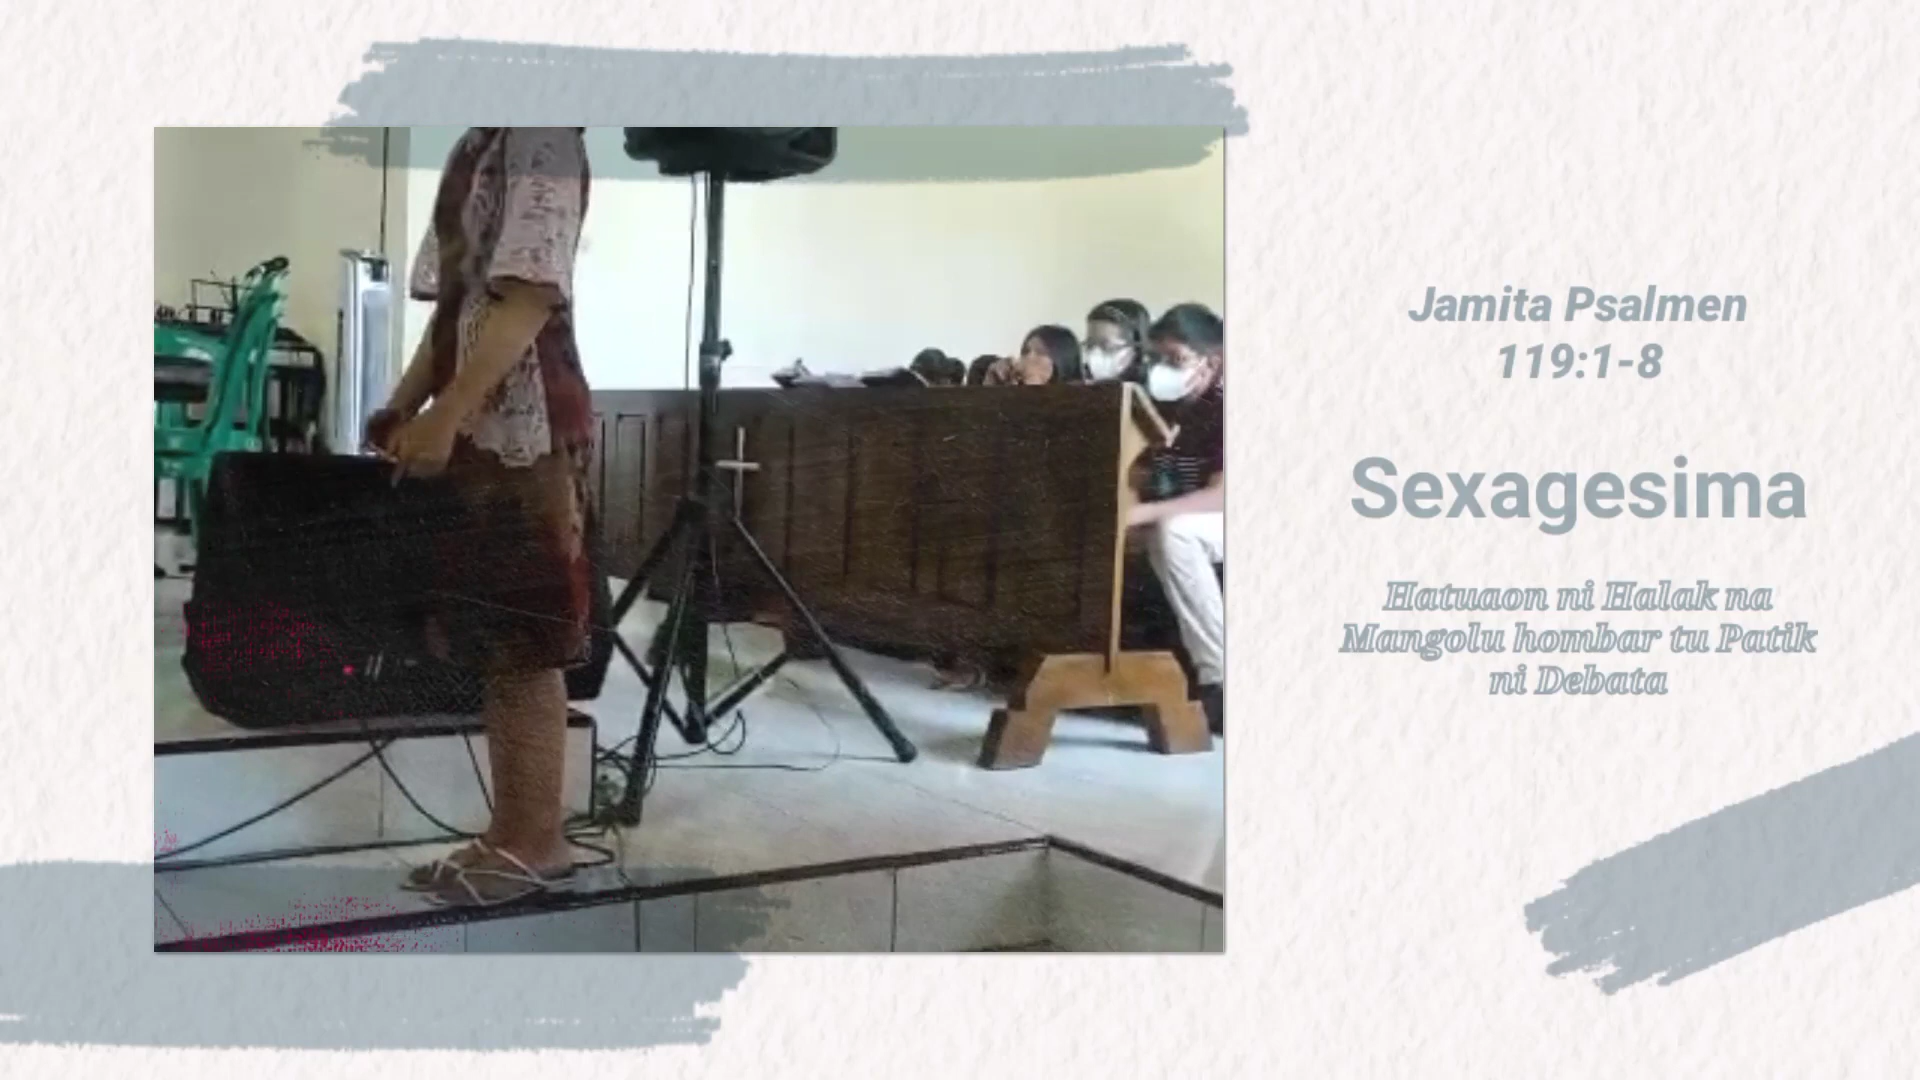 Jamita Psalmen
119:1-8
Sexagesima
Hatuaon ni Halak na
Mangolu hombar tu Patik
ni Debata